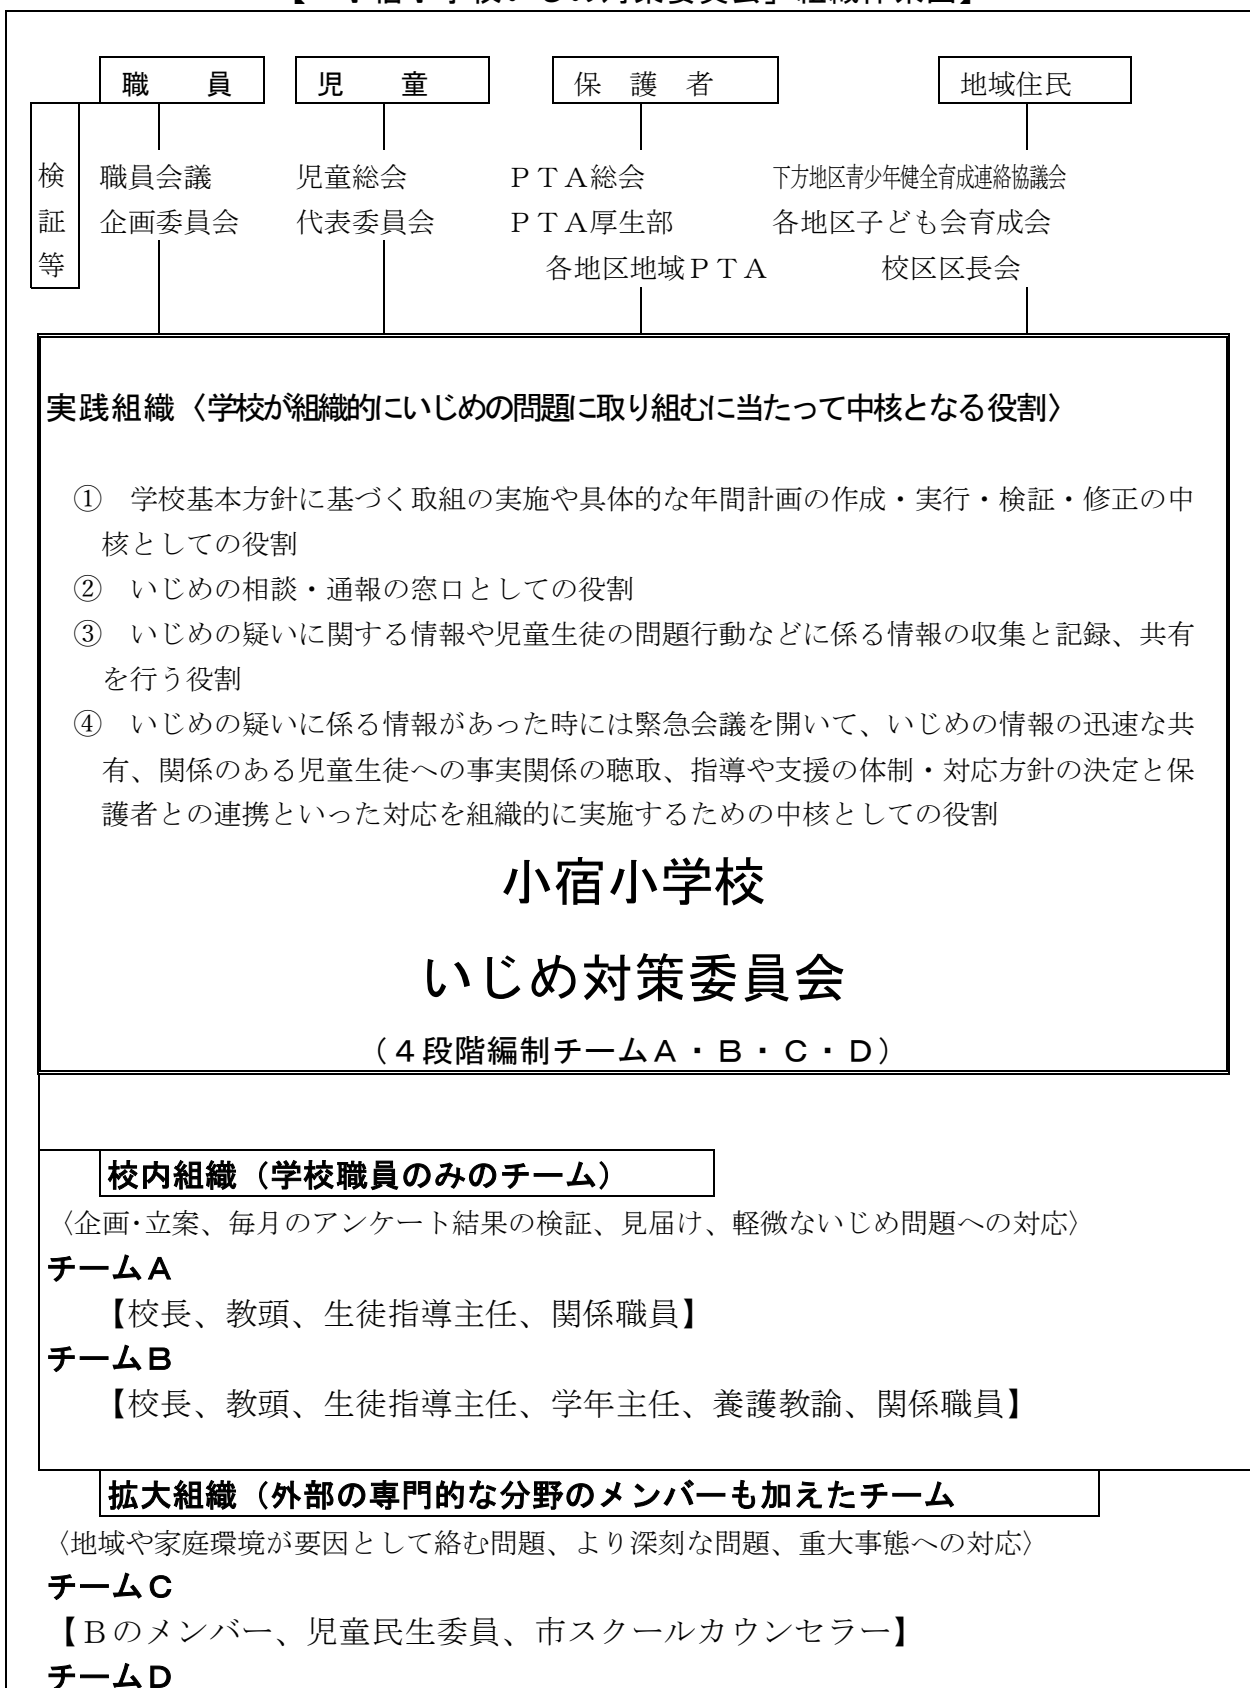 職　員　児　童　保　護　者　地域住民
検証等
職員会議　児童総会　ＰＴＡ総会　下方地区青少年健全育成連絡協議会
企画委員会　代表委員会　ＰＴＡ厚生部　各地区子ども会育成会
各地区地域ＰＴＡ　校区区長会
実践組織〈学校が組織的にいじめの問題に取り組むに当たって中核となる役割〉
①　学校基本方針に基づく取組の実施や具体的な年間計画の作成・実行・検証・修正の中
核としての役割
②　いじめの相談・通報の窓口としての役割
③　いじめの疑いに関する情報や児童生徒の問題行動などに係る情報の収集と記録、共有
を行う役割
④　いじめの疑いに係る情報があった時には緊急会議を開いて、いじめの情報の迅速な共
有、関係のある児童生徒への事実関係の聴取、指導や支援の体制・対応方針の決定と保
護者との連携といった対応を組織的に実施するための中核としての役割
小宿小学校
いじめ対策委員会
（４段階編制チームＡ・Ｂ・Ｃ・Ｄ）
校内組織（学校職員のみのチーム）
〈企画･立案、毎月のアンケート結果の検証、見届け、軽微ないじめ問題への対応〉
チームＡ
【校長、教頭、生徒指導主任、関係職員】
チームＢ
【校長、教頭、生徒指導主任、学年主任、養護教諭、関係職員】
拡大組織（外部の専門的な分野のメンバーも加えたチーム
〈地域や家庭環境が要因として絡む問題、より深刻な問題、重大事態への対応〉
チームＣ
【Ｂのメンバー、児童民生委員、市スクールカウンセラー】
チームＤ